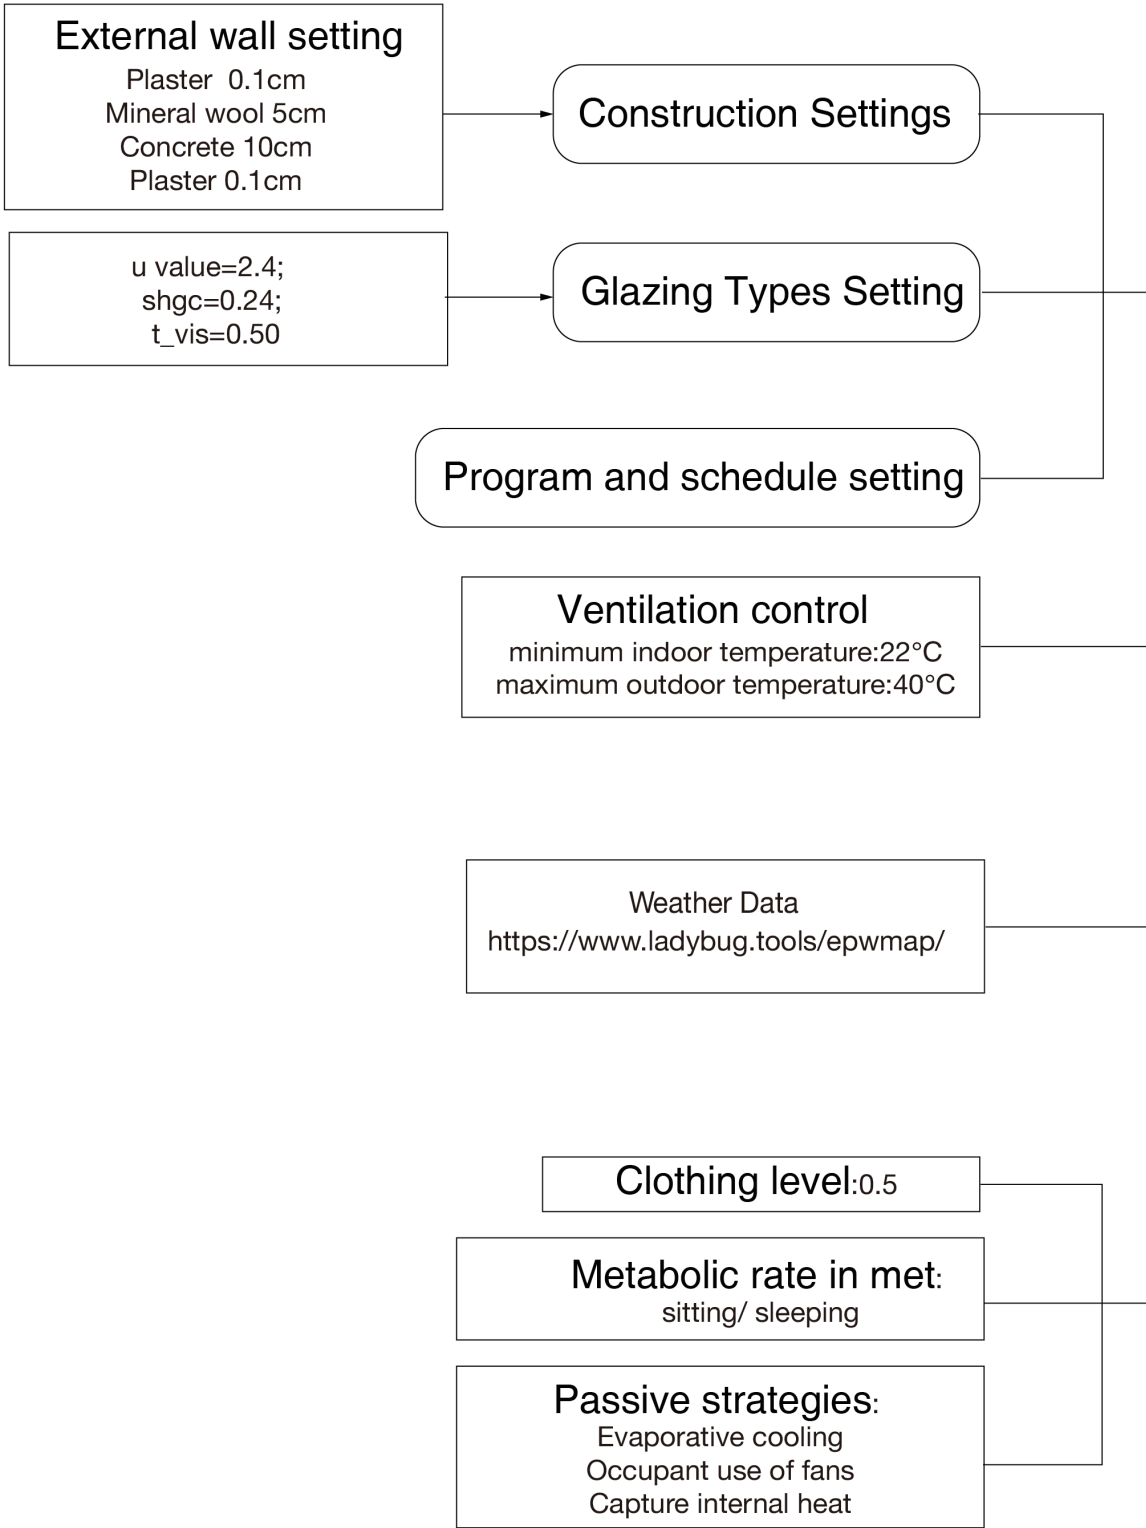 External wall setting
Plaster  0.1cm
Mineral wool 5cm
Concrete 10cm
Plaster 0.1cm
Construction Settings
u value=2.4;
shgc=0.24;
t_vis=0.50
Glazing Types Setting
Program and schedule setting
Ventilation control
minimum indoor temperature:22°C
maximum outdoor temperature:40°C
Weather Data
https://www.ladybug.tools/epwmap/
Clothing level:0.5
Metabolic rate in met:
sitting/ sleeping
Passive strategies:
Evaporative cooling
Occupant use of fans
Capture internal heat